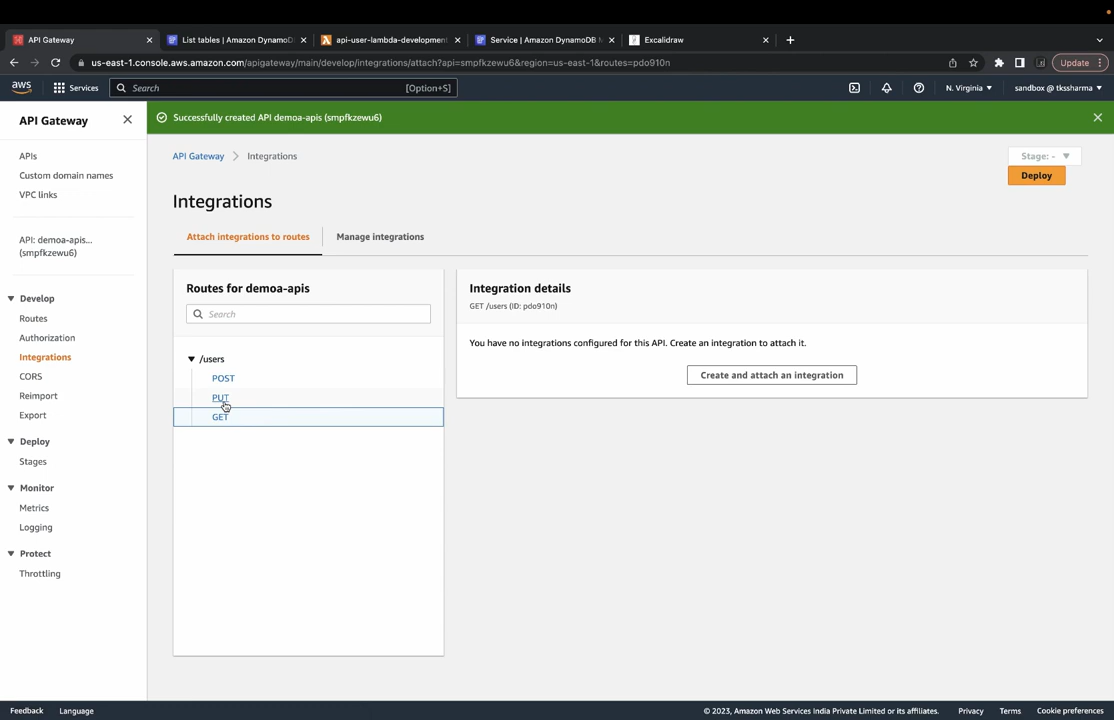 API Gateway
List tables | Amazon DynamoDB
api-user-lambda-development
Service | Amazon DynamoDB
Excalidraw
us-east-1.console.aws.amazon.com/apigateway/main/develop/integrations/attach?api=smpfkzewu6&region=us-east-1&routes=pdo910n
Update
aws
Services
Search
[Option+S]
N. Virginia
sandbox @ tkssharma
API Gateway
Successfully created API demoa-apis (smpfkzewu6)
APIs
Custom domain names
VPC links
API: demoa-apis...
(smpfkzewu6)
Develop
Routes
Authorization
Integrations
CORS
Reimport
Export
Deploy
Stages
Monitor
Metrics
Logging
Protect
Throttling
API Gateway
Integrations
Stage: -
Deploy
Integrations
Attach integrations to routes
Manage integrations
Routes for demoa-apis
Search
/users
POST
PUT
GET
Integration details
GET /users (ID: pdo910n)
You have no integrations configured for this API. Create an integration to attach it.
Create and attach an integration
Feedback
Language
© 2023, Amazon Web Services India Private Limited or its affiliates.
Privacy
Terms
Cookie preferences